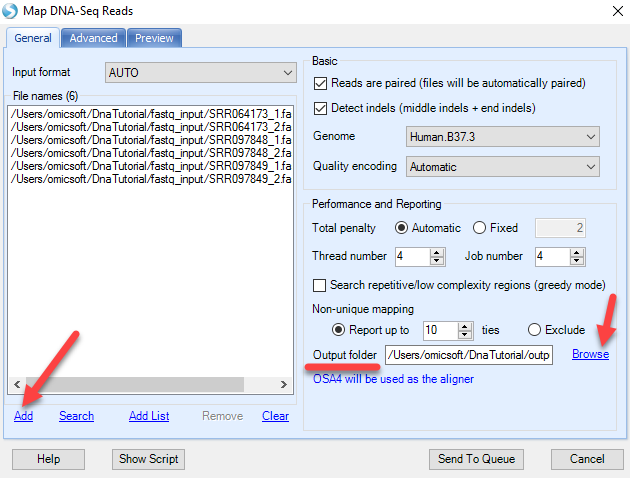 Map DNA-Seq Reads
General Advanced Preview
Input format AUTO
File names (6)
/Users/omicsoft/DnaTutorial/fastq_input/SRR064173_1.fa
/Users/omicsoft/DnaTutorial/fastq_input/SRR064173_2.fa
/Users/omicsoft/DnaTutorial/fastq_input/SRR097848_1.fa
/Users/omicsoft/DnaTutorial/fastq_input/SRR097848_2.fa
/Users/omicsoft/DnaTutorial/fastq_input/SRR097849_1.fa
/Users/omicsoft/DnaTutorial/fastq_input/SRR097849_2.fa
Add Search Add List Remove Clear
Basic
Reads are paired (files will be automatically paired)
Detect indels (middle indels + end indels)
Genome Human.B37.3
Quality encoding Automatic
Perfomance and Reporting
Total penalty Automatic Fixed 2
Thread number 4 Job number 4
Search repetitive/low complexity regions (greedy mode)
Non-unique mapping
Report up to 10 ties Exclude
Output folder /Users/omicsoft/DnaTutorial/outp Browse
OSA4 will be used as the aligner
Help Show Script Send To Queue Cancel